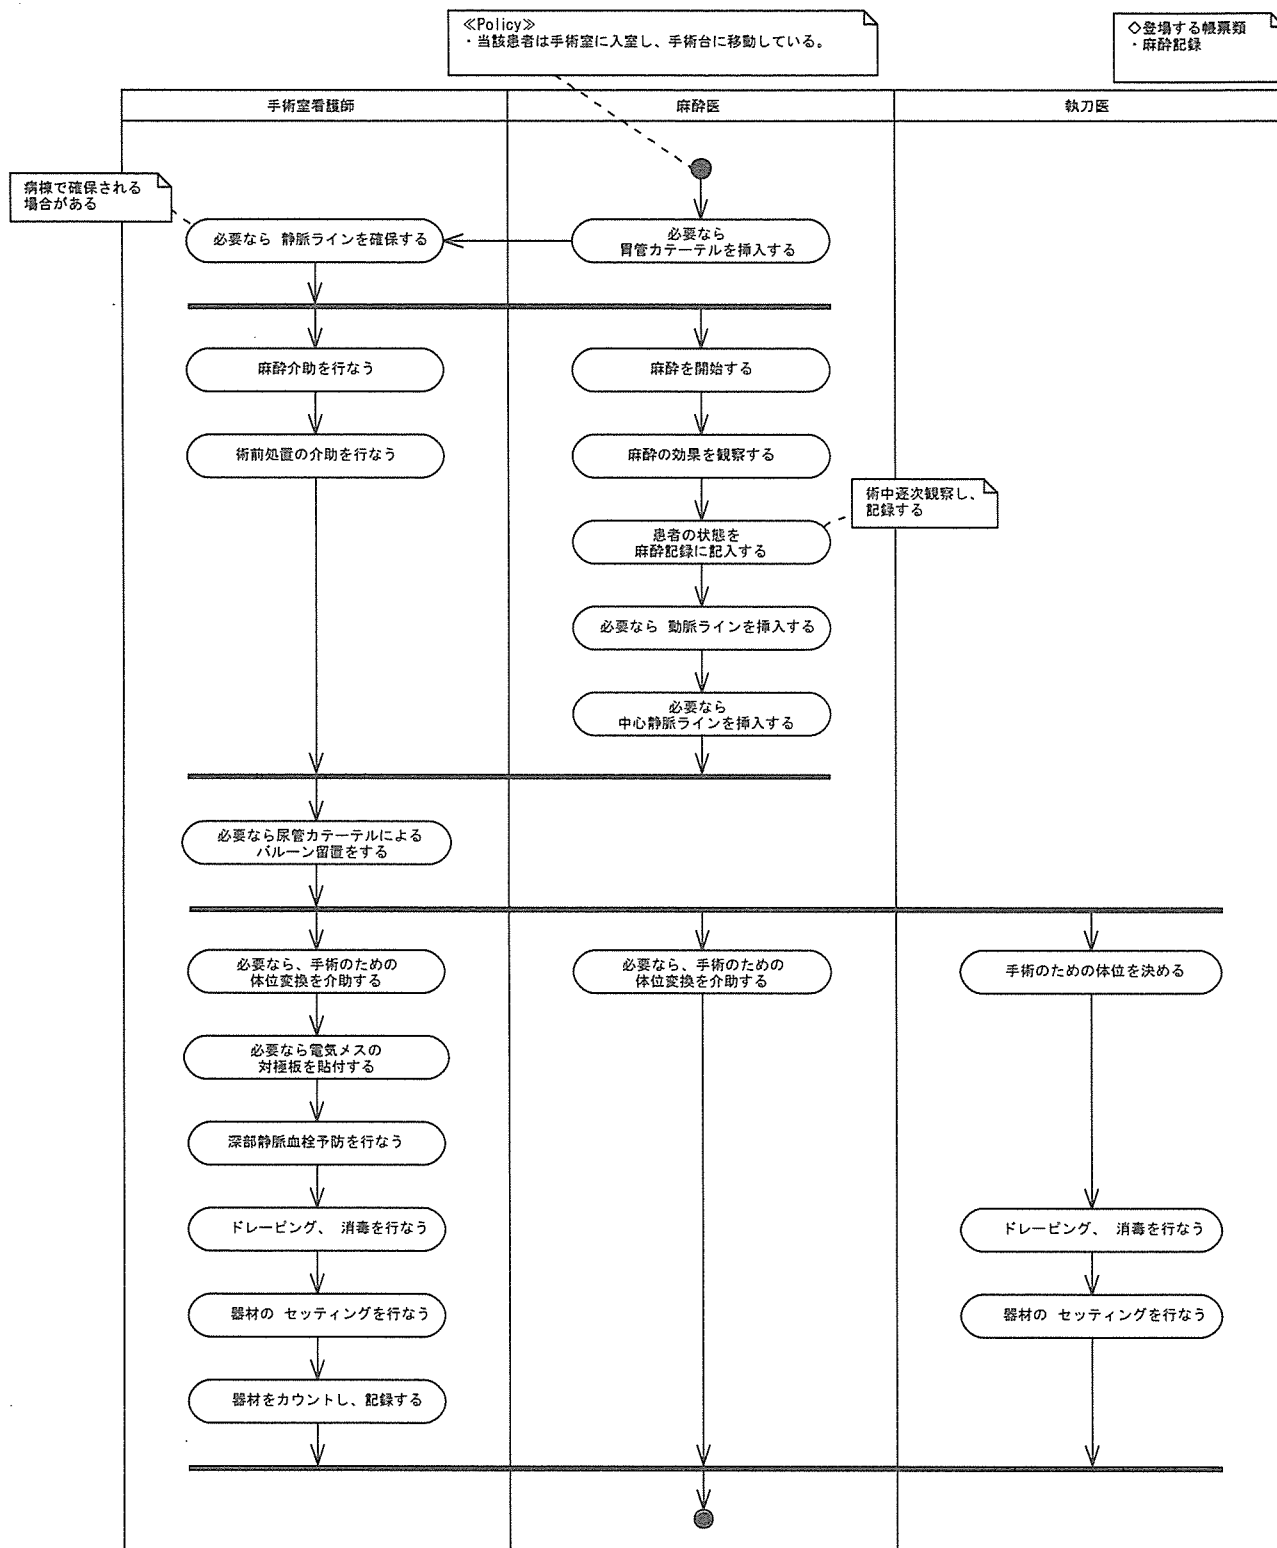 ≪Policy≫
・当該患者は手術室に入室し、手術台に移動している。
◇登場する帳票類
・麻酔記録
手術室看護師
麻酔医
執刀医
病棟で確保される
場合がある
必要なら 静脈ラインを確保する
必要なら
胃管カテーテルを挿入する
麻酔介助を行なう
麻酔を開始する
術前処置の介助を行なう
麻酔の効果を観察する
術中逐次観察し、
記録する
患者の状態を
麻酔記録に記入する
必要なら 動脈ラインを挿入する
必要なら
中心静脈ラインを挿入する
必要なら尿管カテーテルによる
バルーン留置をする
必要なら、手術のための
体位変換を介助する
必要なら、手術のための
体位変換を介助する
手術のための体位を決める
必要なら電気メスの
対極板を貼付する
深部静脈血栓予防を行なう
ドレーピング、 消毒を行なう
ドレーピング、 消毒を行なう
器材の セッティングを行なう
器材の セッティングを行なう
器材をカウントし、記録する